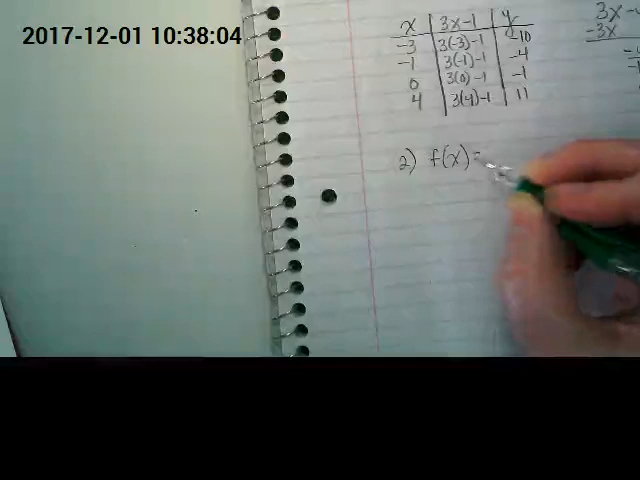 2017-12-01 10:38:04
x 3x-1 y
-3 3(-3)-1 -10
-1 3(-1)-1 -4
0 3(0)-1 -1
4 3(4)-1 11
3x
-3x
2) f(x)=